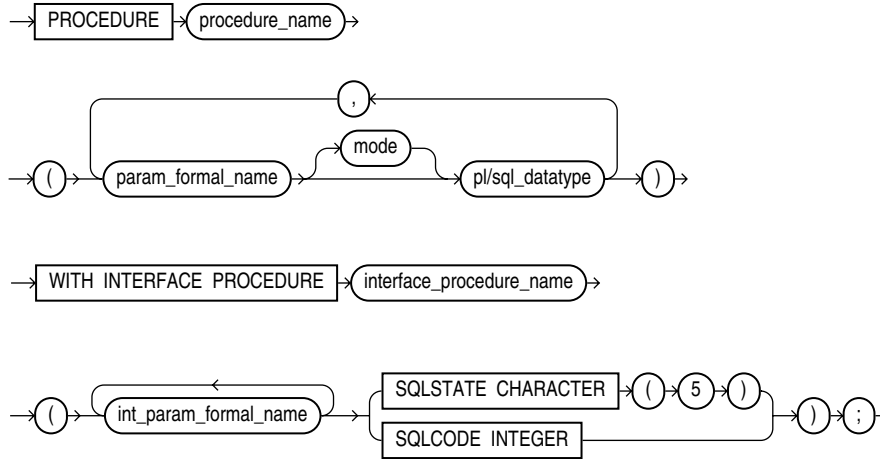 PROCEDURE procedure_name
,
mode
( param_formal_name pl/sql_datatype )
WITH INTERFACE PROCEDURE interface_procedure_name
SQLSTATE CHARACTER ( 5 )
( int_param_formal_name ) ;
SQLCODE INTEGER